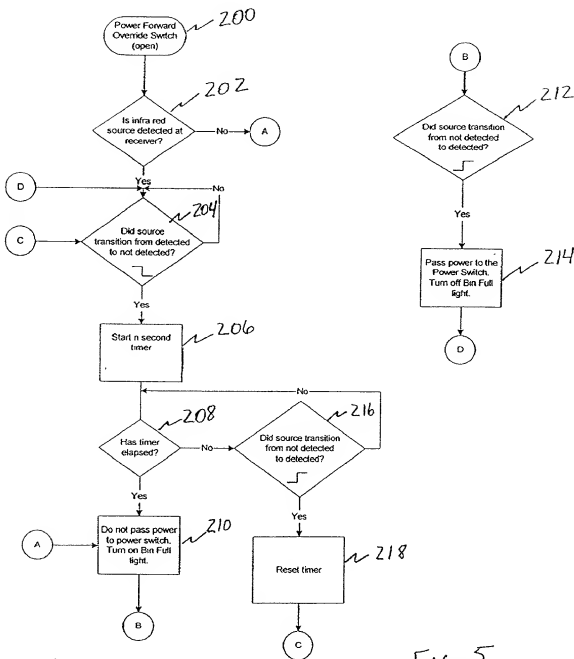 Power Forward
Override Switch
(open)
200
202
Is infra red
source detected at
receiver?
No
A
Yes
D
No
204
C
Did source
transition from detected
to not detected?
Yes
206
Start n second
timer
No
208
Has timer
elapsed?
No
216
Did source transition
from not detected
to detected?
Yes
Yes
A
Do not pass power
to power switch.
Turn on Bin Full
light.
210
Reset timer
218
B
C
B
212
Did source transition
from not detected
to detected?
Yes
Pass power to the
Power Switch.
Turn off Bin Full
light.
214
D
Fig 5